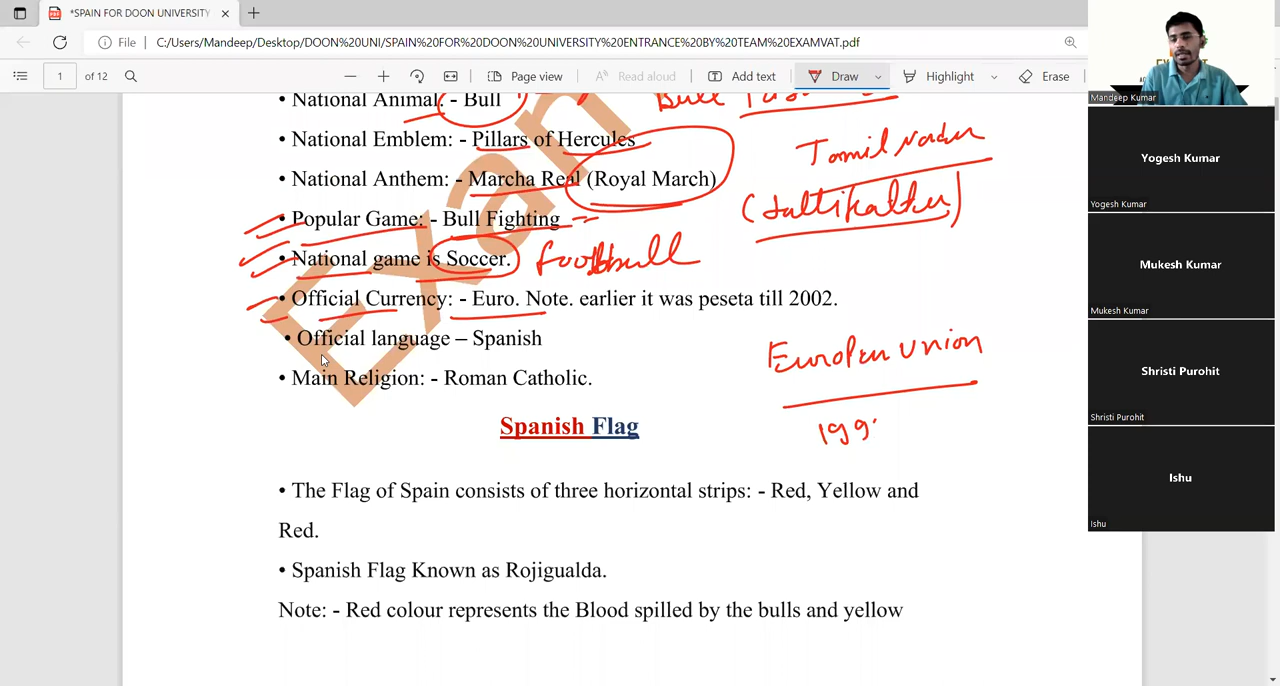 *SPAIN FOR DOON UNIVERSITY
File C:/Users/Mandeep/Desktop/DOON%20UNI/SPAIN%20FOR%20DOON%20UNIVERSITY%20ENTRANCE%20BY%20TEAM%20EXAMVAT.pdf
1 of 12 Page view Read aloud Add text Draw Highlight Erase
• National Animal: - Bull
Bull
• National Emblem: - Pillars of Hercules
Tamil Nadu
• National Anthem: - Marcha Real (Royal March)
(Jallikattu)
• Popular Game: - Bull Fighting
• National game is Soccer. football
• Official Currency: - Euro. Note. earlier it was peseta till 2002.
• Official language – Spanish
Europen union
• Main Religion: - Roman Catholic.
199
Spanish Flag
• The Flag of Spain consists of three horizontal strips: - Red, Yellow and
Red.
• Spanish Flag Known as Rojigualda.
Note: - Red colour represents the Blood spilled by the bulls and yellow
Exam
Mandeep Kumar
Yogesh Kumar
Yogesh Kumar
Mukesh Kumar
Mukesh Kumar
Shristi Purohit
Shristi Purohit
Ishu
Ishu